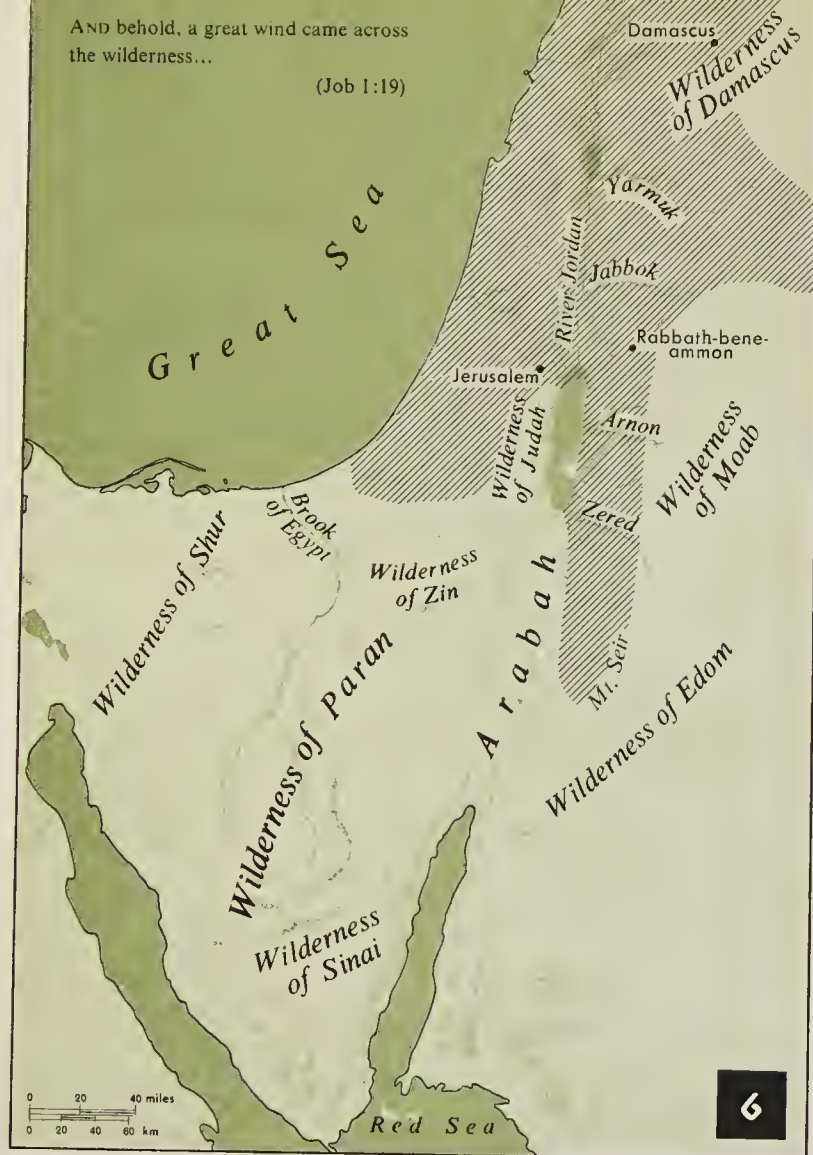 AND behold, a great wind came across
the wilderness...
(Job 1:19)
Damascus
Wilderness
of Damascus
Great Sea
Yarmuk
River Jordan
Jabbok
Rabbath-bene-
ammon
Jerusalem
Wilderness
of Judah
Arnon
Wilderness
of Moab
Brook
of Egypt
Zered
Wilderness of Shur
Wilderness
of Zin
Arabah
Wilderness of Paran
Mt. Seir
Wilderness of Edom
Wilderness
of Sinai
0 20 40 miles
0 20 40 60 km
Red Sea
6